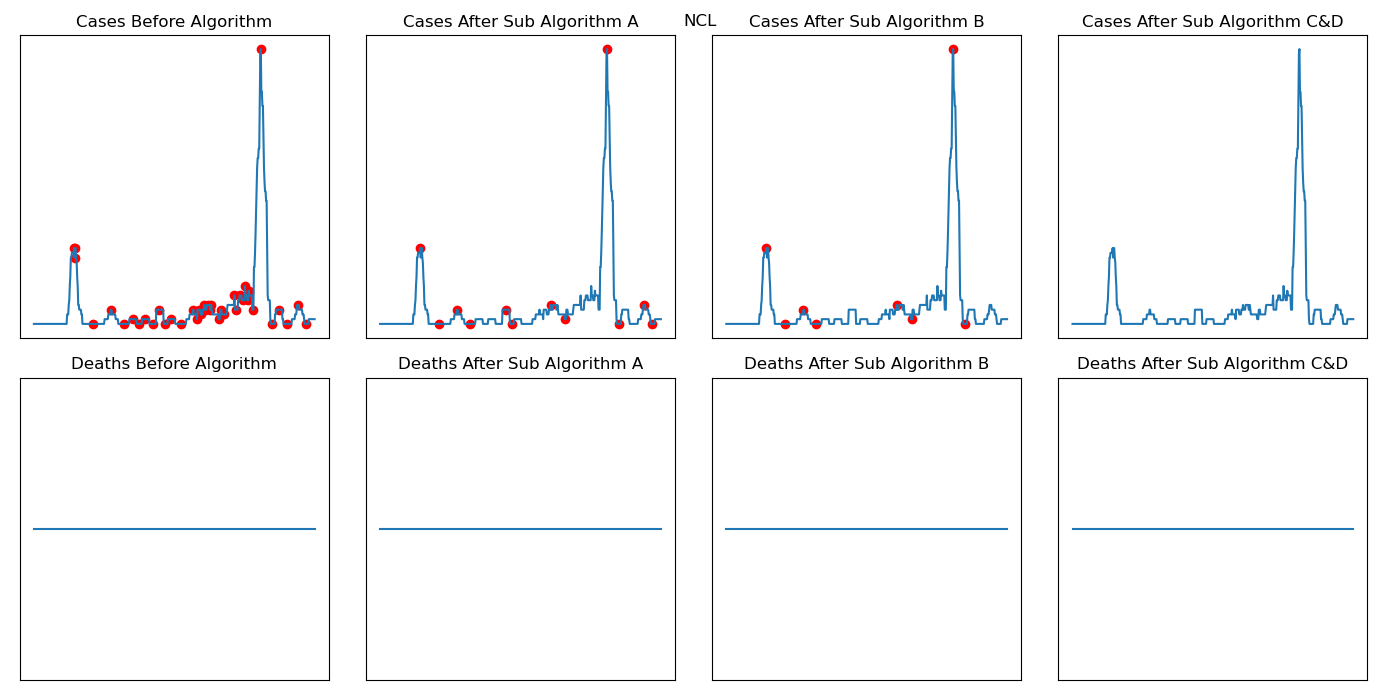 NCL
Cases Before Algorithm
Cases After Sub Algorithm A
Cases After Sub Algorithm B
Cases After Sub Algorithm C&D
Deaths Before Algorithm
Deaths After Sub Algorithm A
Deaths After Sub Algorithm B
Deaths After Sub Algorithm C&D